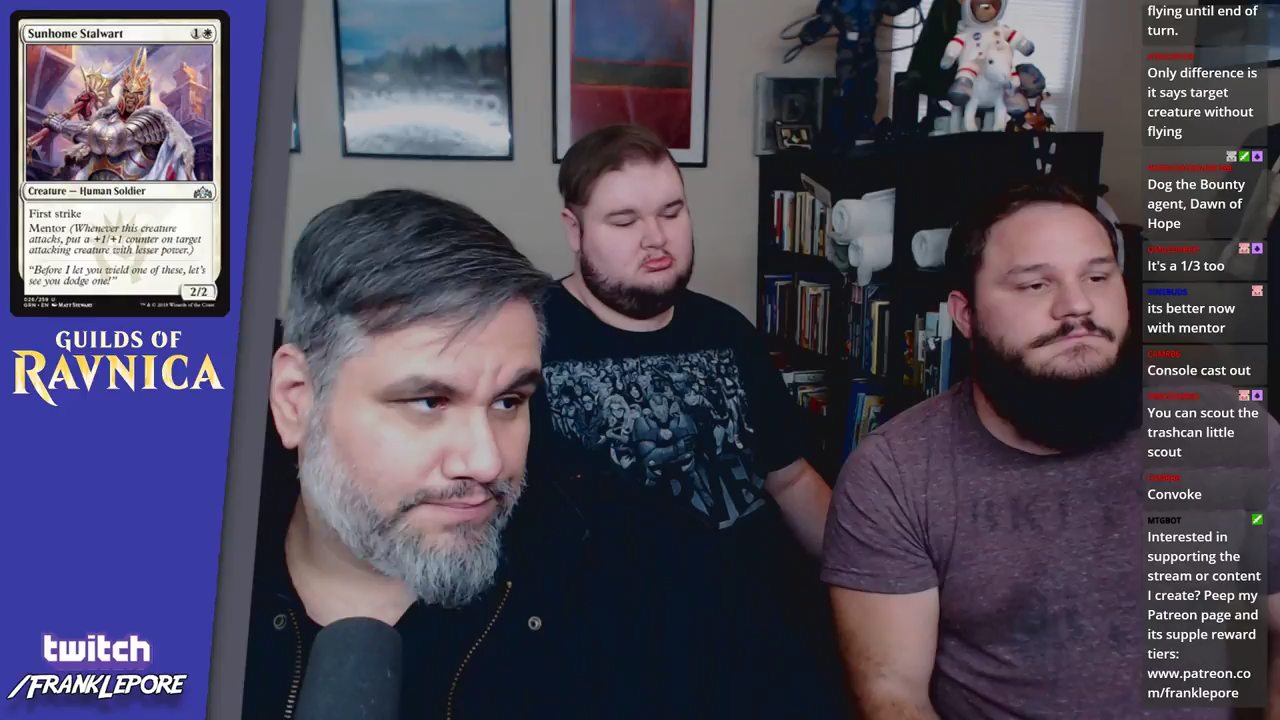 Sunhome Stalwart
1
Creature — Human Soldier
First strike
Mentor (Whenever this creature
attacks, put a +1/+1 counter on target
attacking creature with lesser power.)
"Before I let you wield one of these, let's
see you dodge one!"
2/2
GUILDS OF
RAVNICA
twitch
/FRANKLEPORE
flying until end of
turn.
Only difference is
it says target
creature without
flying
Dog the Bounty
agent, Dawn of
Hope
It's a 1/3 too
its better now
with mentor
Console cast out
You can scout the
trashcan little
scout
Convoke
MTGBOT
Interested in
supporting the
stream or content
I create? Peep my
Patreon page and
its supple reward
tiers:
www.patreon.co
m/franklepore